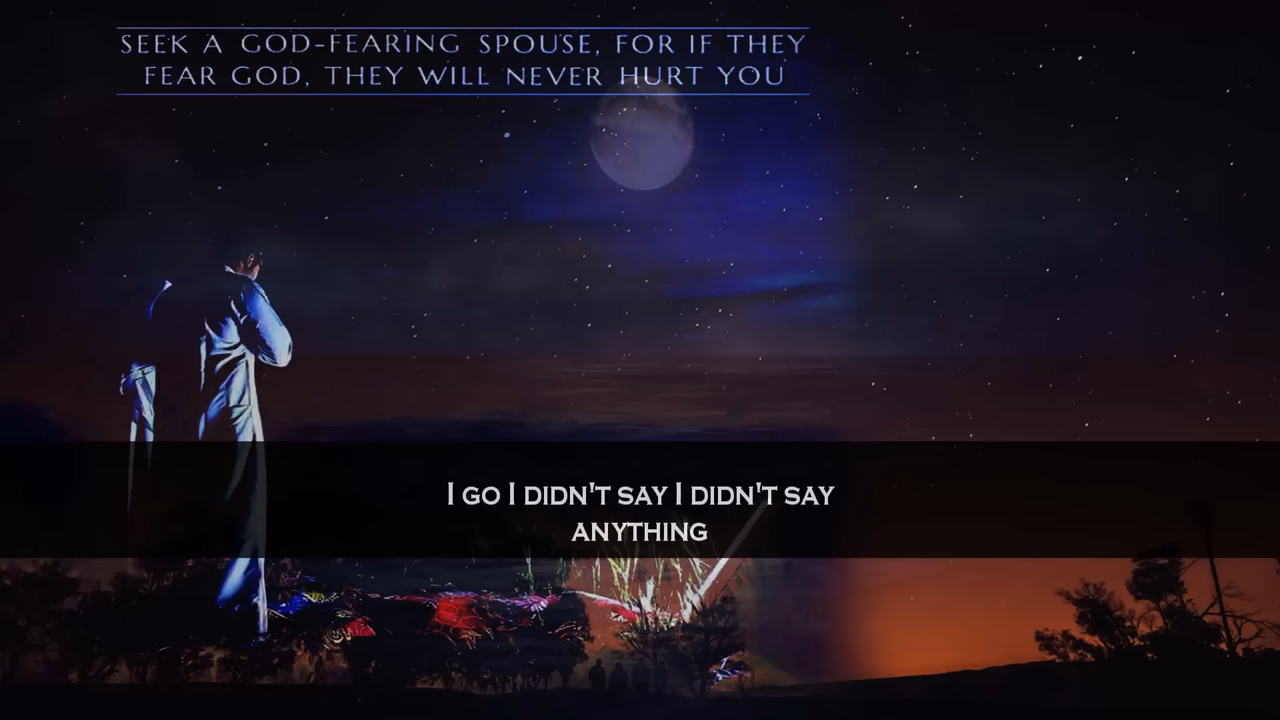 SEEK A GOD-FEARING SPOUSE, FOR IF THEY
FEAR GOD, THEY WILL NEVER HURT YOU
I GO I DIDN'T SAY I DIDN'T SAY
ANYTHING